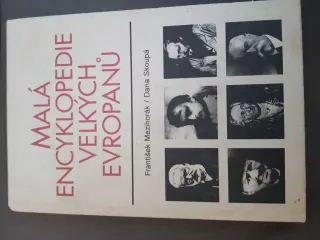 MALÁ
ENCYKLOPEDIE
VELKÝCH
EVROPANŮ
František Mezihorák / Dana Skoupá